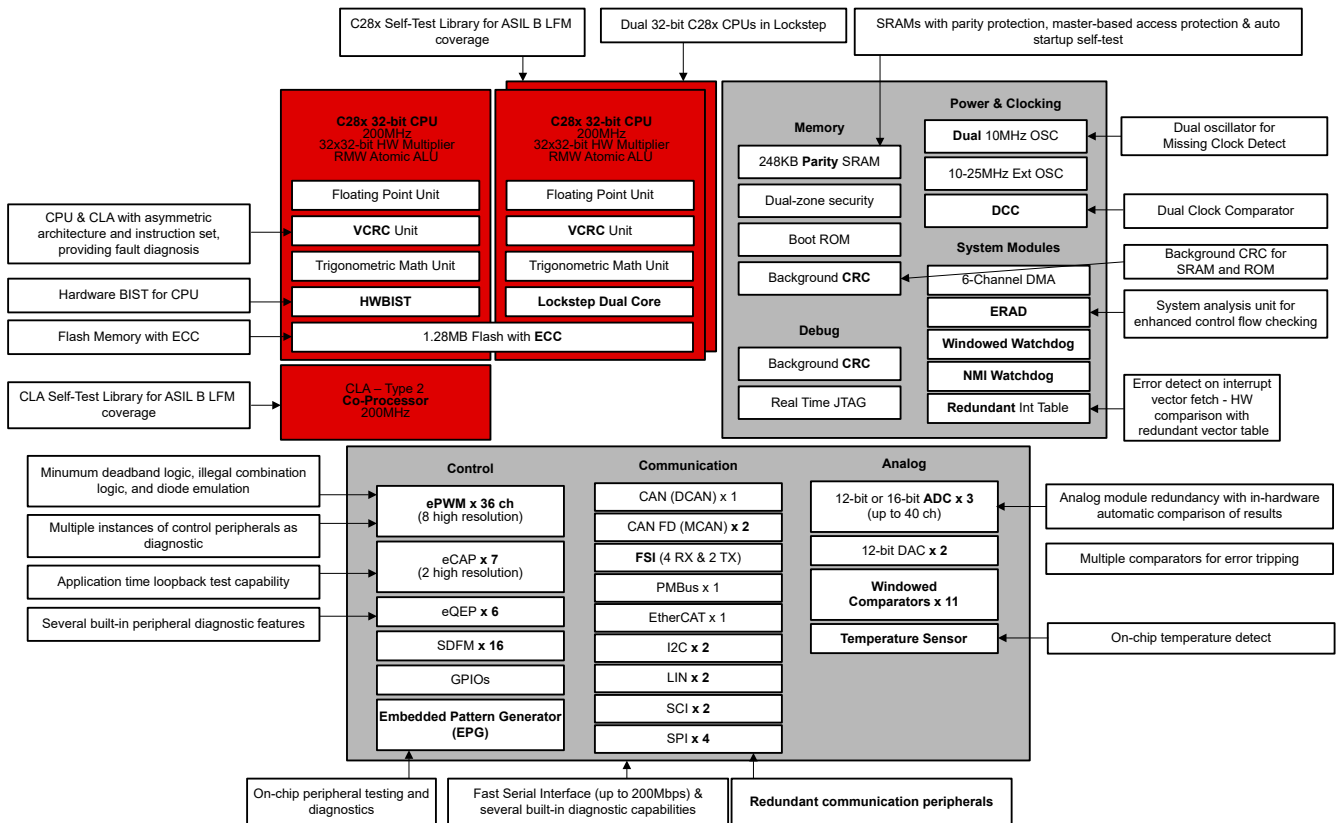 C28x Self-Test Library for ASIL B LFM
coverage
Dual 32-bit C28x CPUs in Lockstep
SRAMs with parity protection, master-based access protection & auto
startup self-test
C28x 32-bit CPU
200MHz
32x32-bit HW Multiplier
RMW Atomic ALU
Floating Point Unit
VCRC Unit
Trigonometric Math Unit
HWBIST
C28x 32-bit CPU
200MHz
32x32-bit HW Multiplier
RMW Atomic ALU
Floating Point Unit
VCRC Unit
Trigonometric Math Unit
Lockstep Dual Core
1.28MB Flash with ECC
CLA – Type 2
Co-Processor
200MHz
CPU & CLA with asymmetric
architecture and instruction set,
providing fault diagnosis
Hardware BIST for CPU
Flash Memory with ECC
CLA Self-Test Library for ASIL B LFM
coverage
Memory
248KB Parity SRAM
Dual-zone security
Boot ROM
Background CRC
Debug
Background CRC
Real Time JTAG
Power & Clocking
Dual 10MHz OSC
10-25MHz Ext OSC
DCC
System Modules
6-Channel DMA
ERAD
Windowed Watchdog
NMI Watchdog
Redundant Int Table
Dual oscillator for
Missing Clock Detect
Dual Clock Comparator
Background CRC for
SRAM and ROM
System analysis unit for
enhanced control flow checking
Error detect on interrupt
vector fetch - HW
comparison with
redundant vector table
Minumum deadband logic, illegal combination
logic, and diode emulation
Multiple instances of control peripherals as
diagnostic
Application time loopback test capability
Several built-in peripheral diagnostic features
Control
ePWM x 36 ch
(8 high resolution)
eCAP x 7
(2 high resolution)
eQEP x 6
SDFM x 16
GPIOs
Embedded Pattern Generator
(EPG)
Communication
CAN (DCAN) x 1
CAN FD (MCAN) x 2
FSI (4 RX & 2 TX)
PMBus x 1
EtherCAT x 1
I2C x 2
LIN x 2
SCI x 2
SPI x 4
Analog
12-bit or 16-bit ADC x 3
(up to 40 ch)
12-bit DAC x 2
Windowed
Comparators x 11
Temperature Sensor
Analog module redundancy with in-hardware
automatic comparison of results
Multiple comparators for error tripping
On-chip temperature detect
On-chip peripheral testing and
diagnostics
Fast Serial Interface (up to 200Mbps) &
several built-in diagnostic capabilities
Redundant communication peripherals